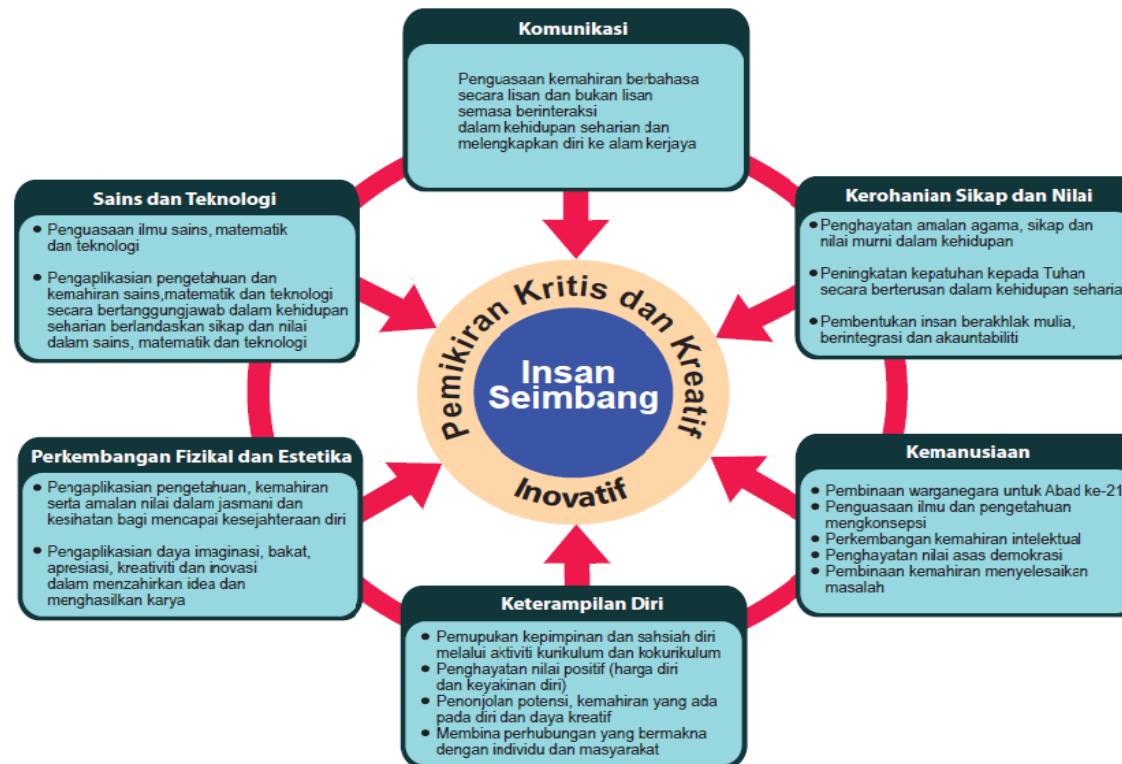 Komunikasi
Penguasaan kemahiran berbahasa
secara lisan dan bukan lisan
semasa berinteraksi
dalam kehidupan seharian dan
melengkapkan diri ke alam kerjaya
Sains dan Teknologi
● Penguasaan ilmu sains, matematik
dan teknologi
● Pengaplikasian pengetahuan dan
kemahiran sains,matematik dan teknologi
secara bertanggungjawab dalam kehidupan
seharian berlandaskan sikap dan nilai
dalam sains, matematik dan teknologi
Kerohanian Sikap dan Nilai
● Penghayatan amalan agama, sikap dan
nilai murni dalam kehidupan
● Peningkatan kepatuhan kepada Tuhan
secara berterusan dalam kehidupan seharia
● Pembentukan insan berakhlak mulia,
berintegrasi dan akauntabiliti
Pemikiran Kritis dan Kreatif
Insan
Seimbang
Inovatif
Perkembangan Fizikal dan Estetika
● Pengaplikasian pengetahuan, kemahiran
serta amalan nilai dalam jasmani dan
kesihatan bagi mencapai kesejahteraan diri
● Pengaplikasian daya imaginasi, bakat,
apresiasi, kreativiti dan inovasi
dalam menzahirkan idea dan
menghasilkan karya
Kemanusiaan
● Pembinaan warganegara untuk Abad ke-21
● Penguasaan ilmu dan pengetahuan
mengkonsepsi
● Perkembangan kemahiran intelektual
● Penghayatan nilai asas demokrasi
● Pembinaan kemahiran menyelesaikan
masalah
Keterampilan Diri
● Pemupukan kepimpinan dan sahsiah diri
melalui aktiviti kurikulum dan kokurikulum
● Penghayatan nilai positif (harga diri
dan keyakinan diri)
● Penonjolan potensi, kemahiran yang ada
pada diri dan daya kreatif
● Membina perhubungan yang bermakna
dengan individu dan masyarakat